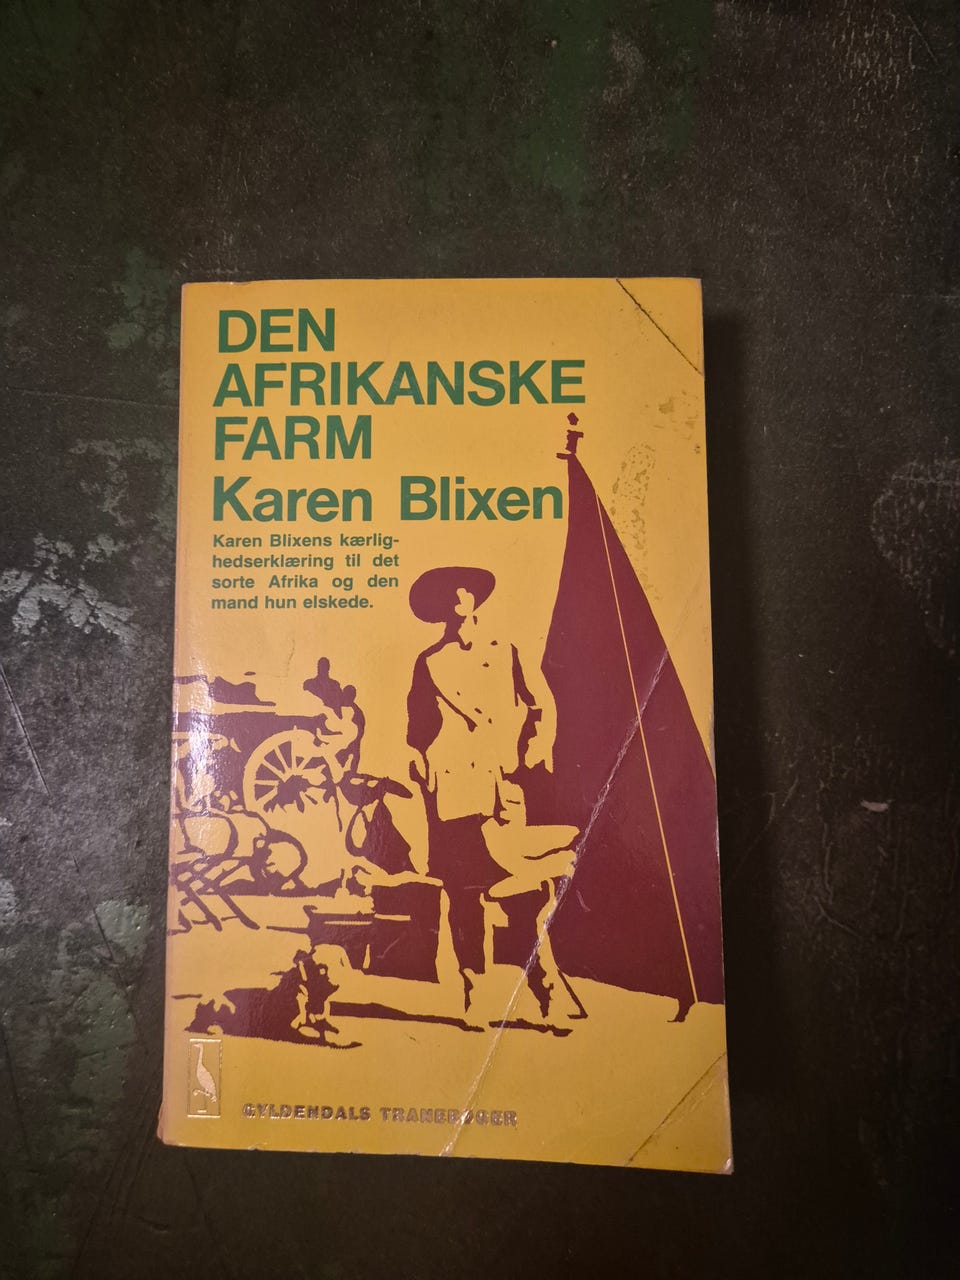 DEN
AFRIKANSKE
FARM
Karen Blixen
Karen Blixens kærlig-
hedserklæring til det
sorte Afrika og den
mand hun elskede.
GYLDENDALS TRANEBØGER